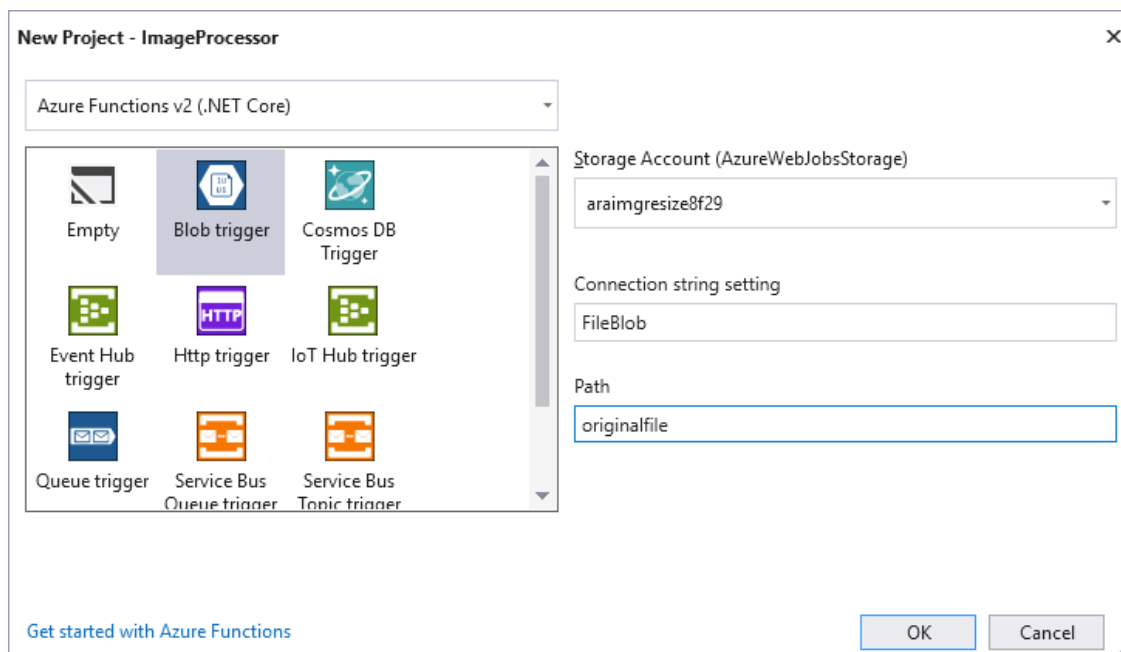 New Project - ImageProcessor
Azure Functions v2 (.NET Core)
Empty
Blob trigger
Cosmos DB
Trigger
Event Hub
trigger
HTTP
Http trigger
IoT Hub trigger
Queue trigger
Service Bus
Queue trigger
Service Bus
Topic trigger
Storage Account (AzureWebJobsStorage)
araimgresize8f29
Connection string setting
FileBlob
Path
originalfile
Get started with Azure Functions
OK
Cancel